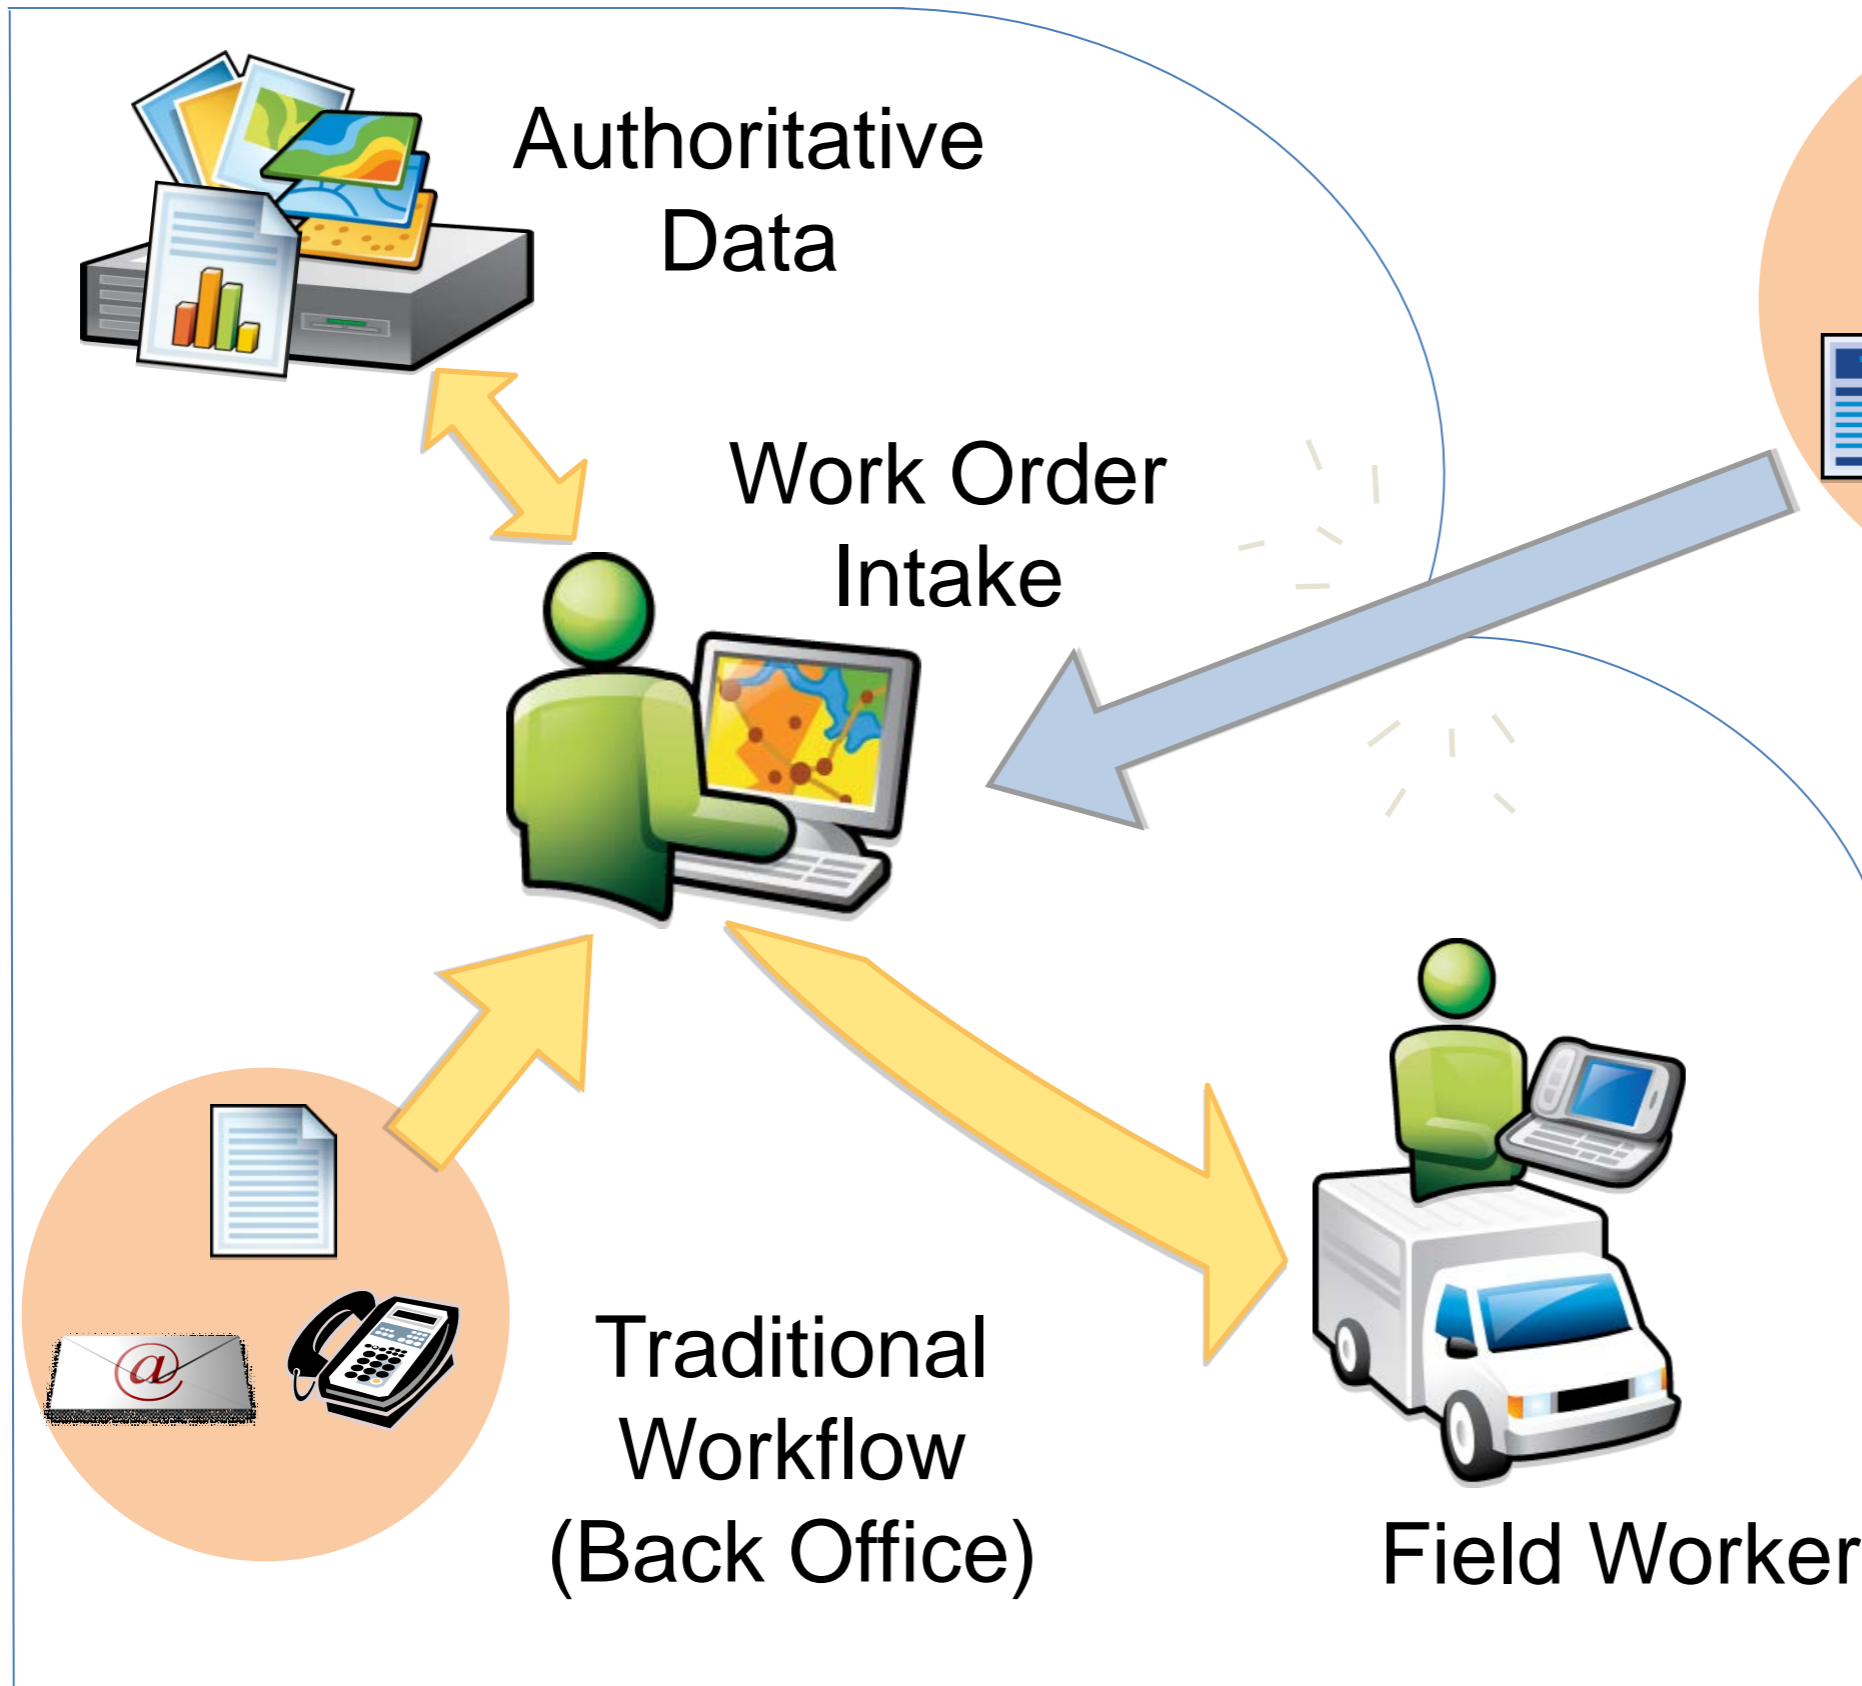 Authoritative
Data
Work Order
Intake
@
Traditional
Workflow
(Back Office)
Field Worker